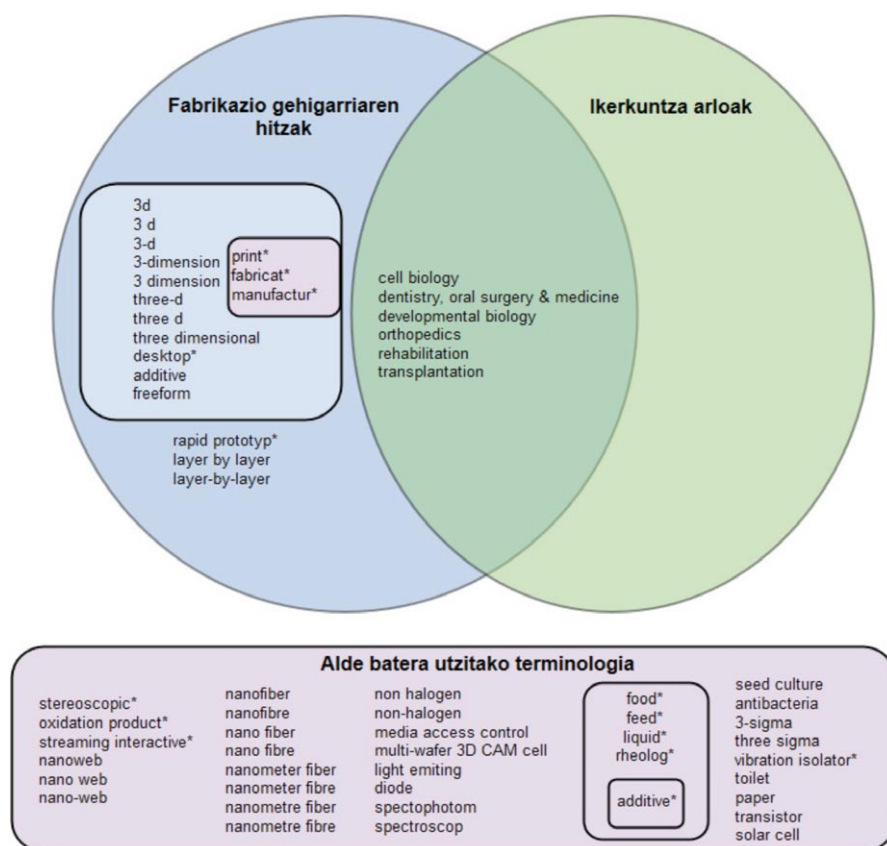 Fabrikazio gehigarriaren
hitzak
Ikerkuntza arloak
3d
3 d
3-d
3-dimension
3 dimension
three-d
three d
three dimensional
desktop*
additive
freeform
print*
fabricat*
manufactur*
rapid prototyp*
layer by layer
layer-by-layer
cell biology
dentistry, oral surgery & medicine
developmental biology
orthopedics
rehabilitation
transplantation
Alde batera utzitako terminologia
stereoscopic*
oxidation product*
streaming interactive*
nanoweb
nano web
nano-web
nanofiber
nanofibre
nano fiber
nano fibre
nanometer fiber
nanometer fibre
nanometre fiber
nanometre fibre
non halogen
non-halogen
media access control
multi-wafer 3D CAM cell
light emiting
diode
spectophotom
spectroscop
food*
feed*
liquid*
rheolog*
additive*
seed culture
antibacteria
3-sigma
three sigma
vibration isolator*
toilet
paper
transistor
solar cell